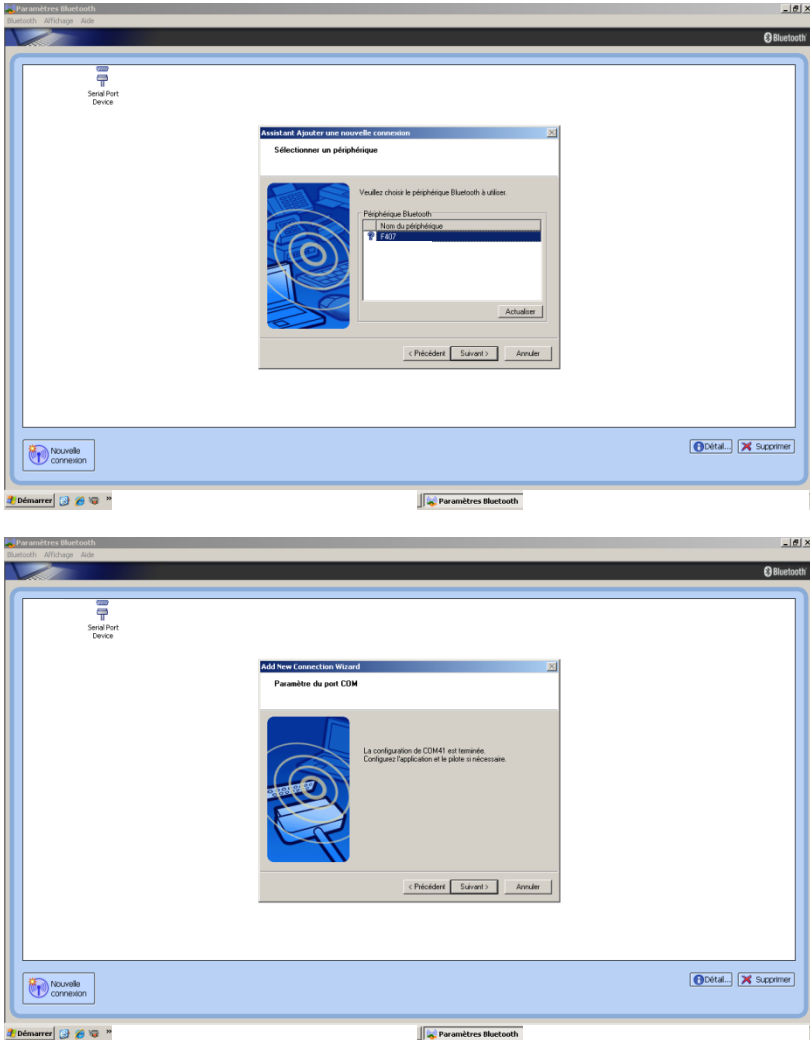 Paramètres Bluetooth
Bluetooth Affichage Aide
Bluetooth
Serial Port
Device
Assistant Ajouter une nouvelle connexion
Sélectionner un périphérique
Veuillez choisir le périphérique Bluetooth à utiliser.
Périphérique Bluetooth
Nom du périphérique
F407
Actualiser
< Précédent Suivant > Annuler
Nouvelle
connexion
Détail... Supprimer
Démarrer »
Paramètres Bluetooth
Paramètres Bluetooth
Bluetooth Affichage Aide
Bluetooth
Serial Port
Device
Add New Connection Wizard
Paramètre du port COM
La configuration de COM41 est terminée.
Configurez l'application et le pilote si nécessaire.
< Précédent Suivant > Annuler
Nouvelle
connexion
Détail... Supprimer
Démarrer »
Paramètres Bluetooth